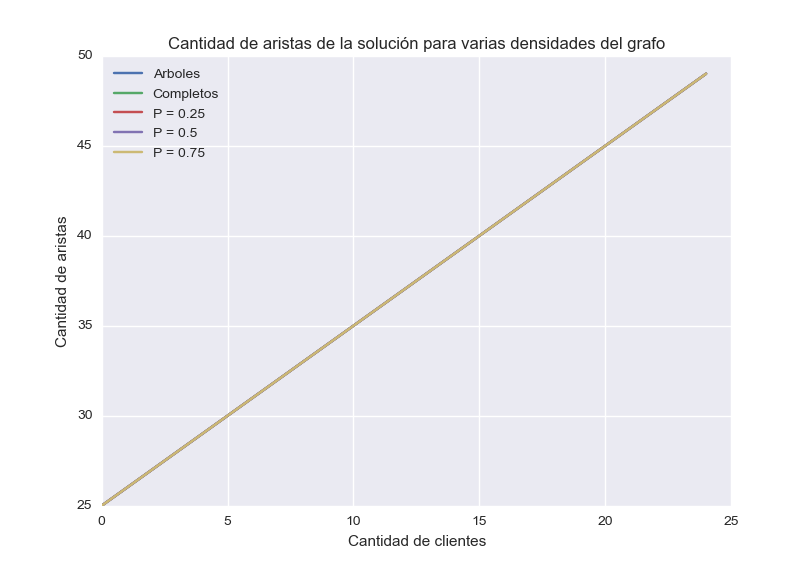 Cantidad de aristas de la solución para varias densidades del grafo
50
45
40
35
30
25
Cantidad de aristas
Arboles
Completos
P = 0.25
P = 0.5
P = 0.75
0 5 10 15 20 25
Cantidad de clientes